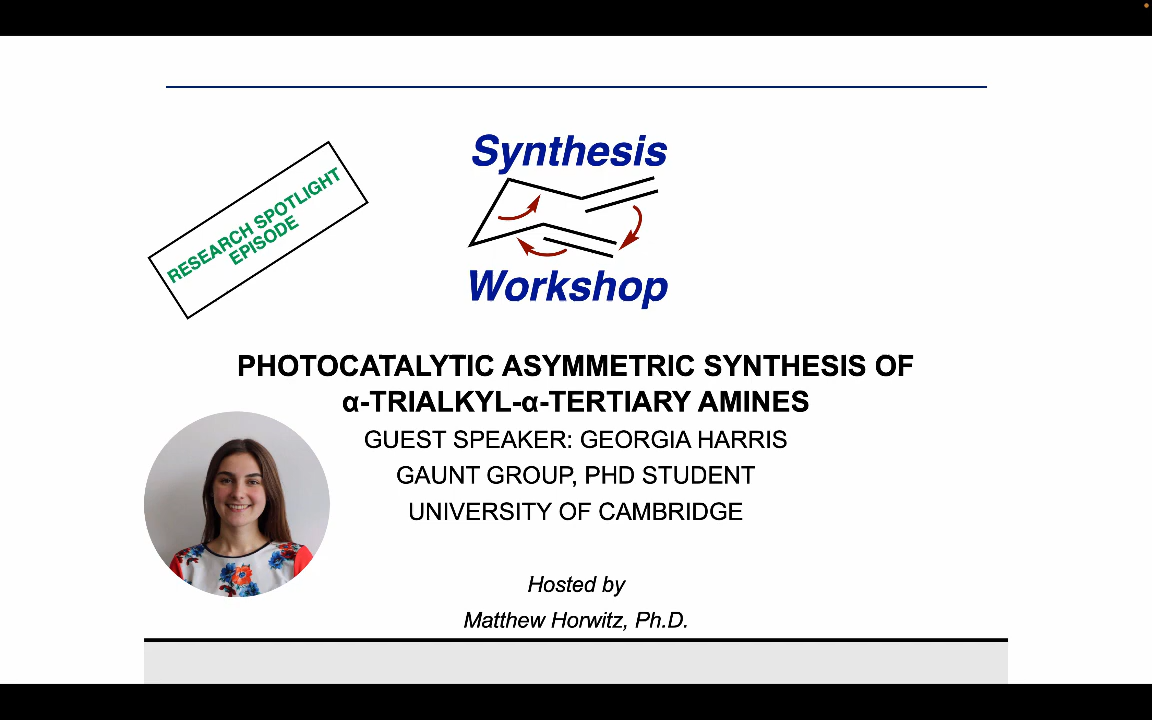 Synthesis
RESEARCH SPOTLIGHT
EPISODE
Workshop
PHOTOCATALYTIC ASYMMETRIC SYNTHESIS OF
α-TRIALKYL-α-TERTIARY AMINES
GUEST SPEAKER: GEORGIA HARRIS
GAUNT GROUP, PHD STUDENT
UNIVERSITY OF CAMBRIDGE
Hosted by
Matthew Horwitz, Ph.D.